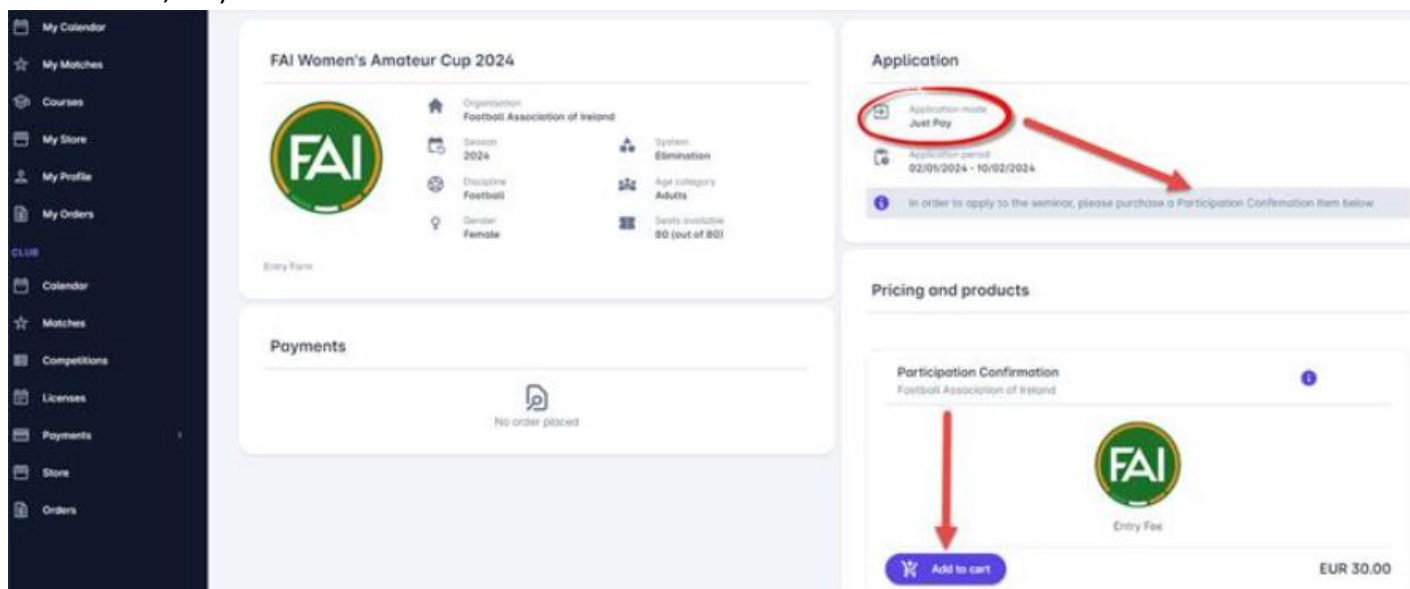 My Calendar
My Matches
Courses
My Store
My Profile
My Orders
CLUB
Calendar
Matches
Competitions
Licenses
Payments
Store
Orders
FAI Women's Amateur Cup 2024
FAI
Organisation
Football Association of Ireland
Season
2024
System
Elimination
Discipline
Football
Age category
Adults
Gender
Female
Seats available
80 (out of 80)
Entry Form
Payments
No order placed
Application
Application mode
Just Pay
Application period
02/01/2024 - 10/02/2024
In order to apply to the seminar, please purchase a Participation Confirmation item below
Pricing and products
Participation Confirmation
Football Association of Ireland
FAI
Entry Fee
Add to cart
EUR 30.00